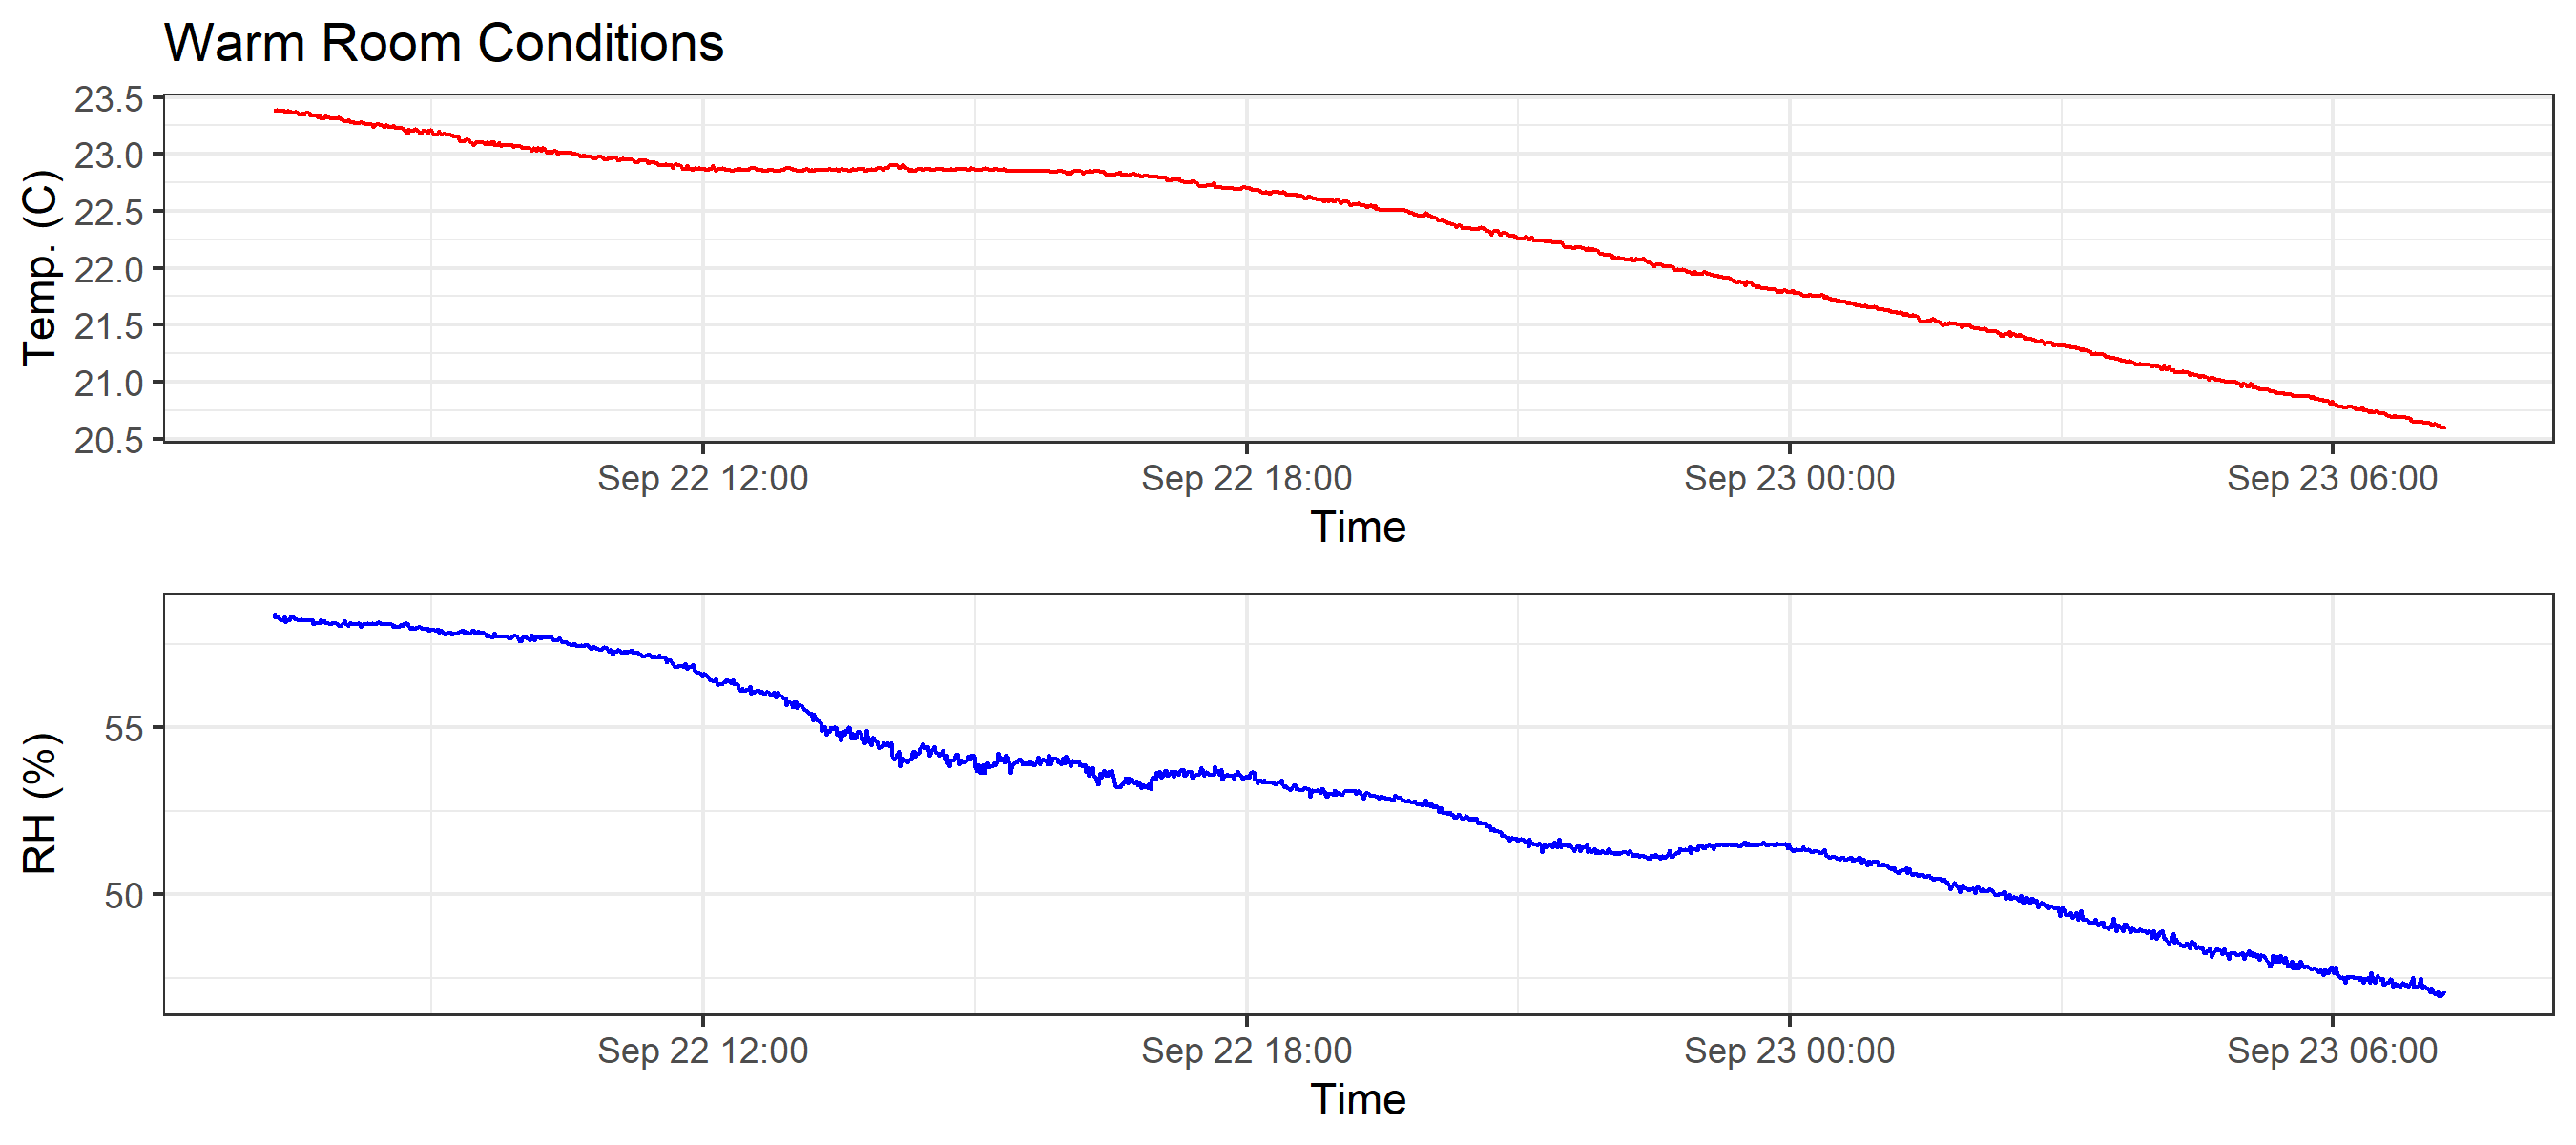 Warm Room Conditions
Temp. (C)
23.5
23.0
22.5
22.0
21.5
21.0
20.5
Sep 22 12:00 Sep 22 18:00 Sep 23 00:00 Sep 23 06:00
Time
RH (%)
55
50
Sep 22 12:00 Sep 22 18:00 Sep 23 00:00 Sep 23 06:00
Time